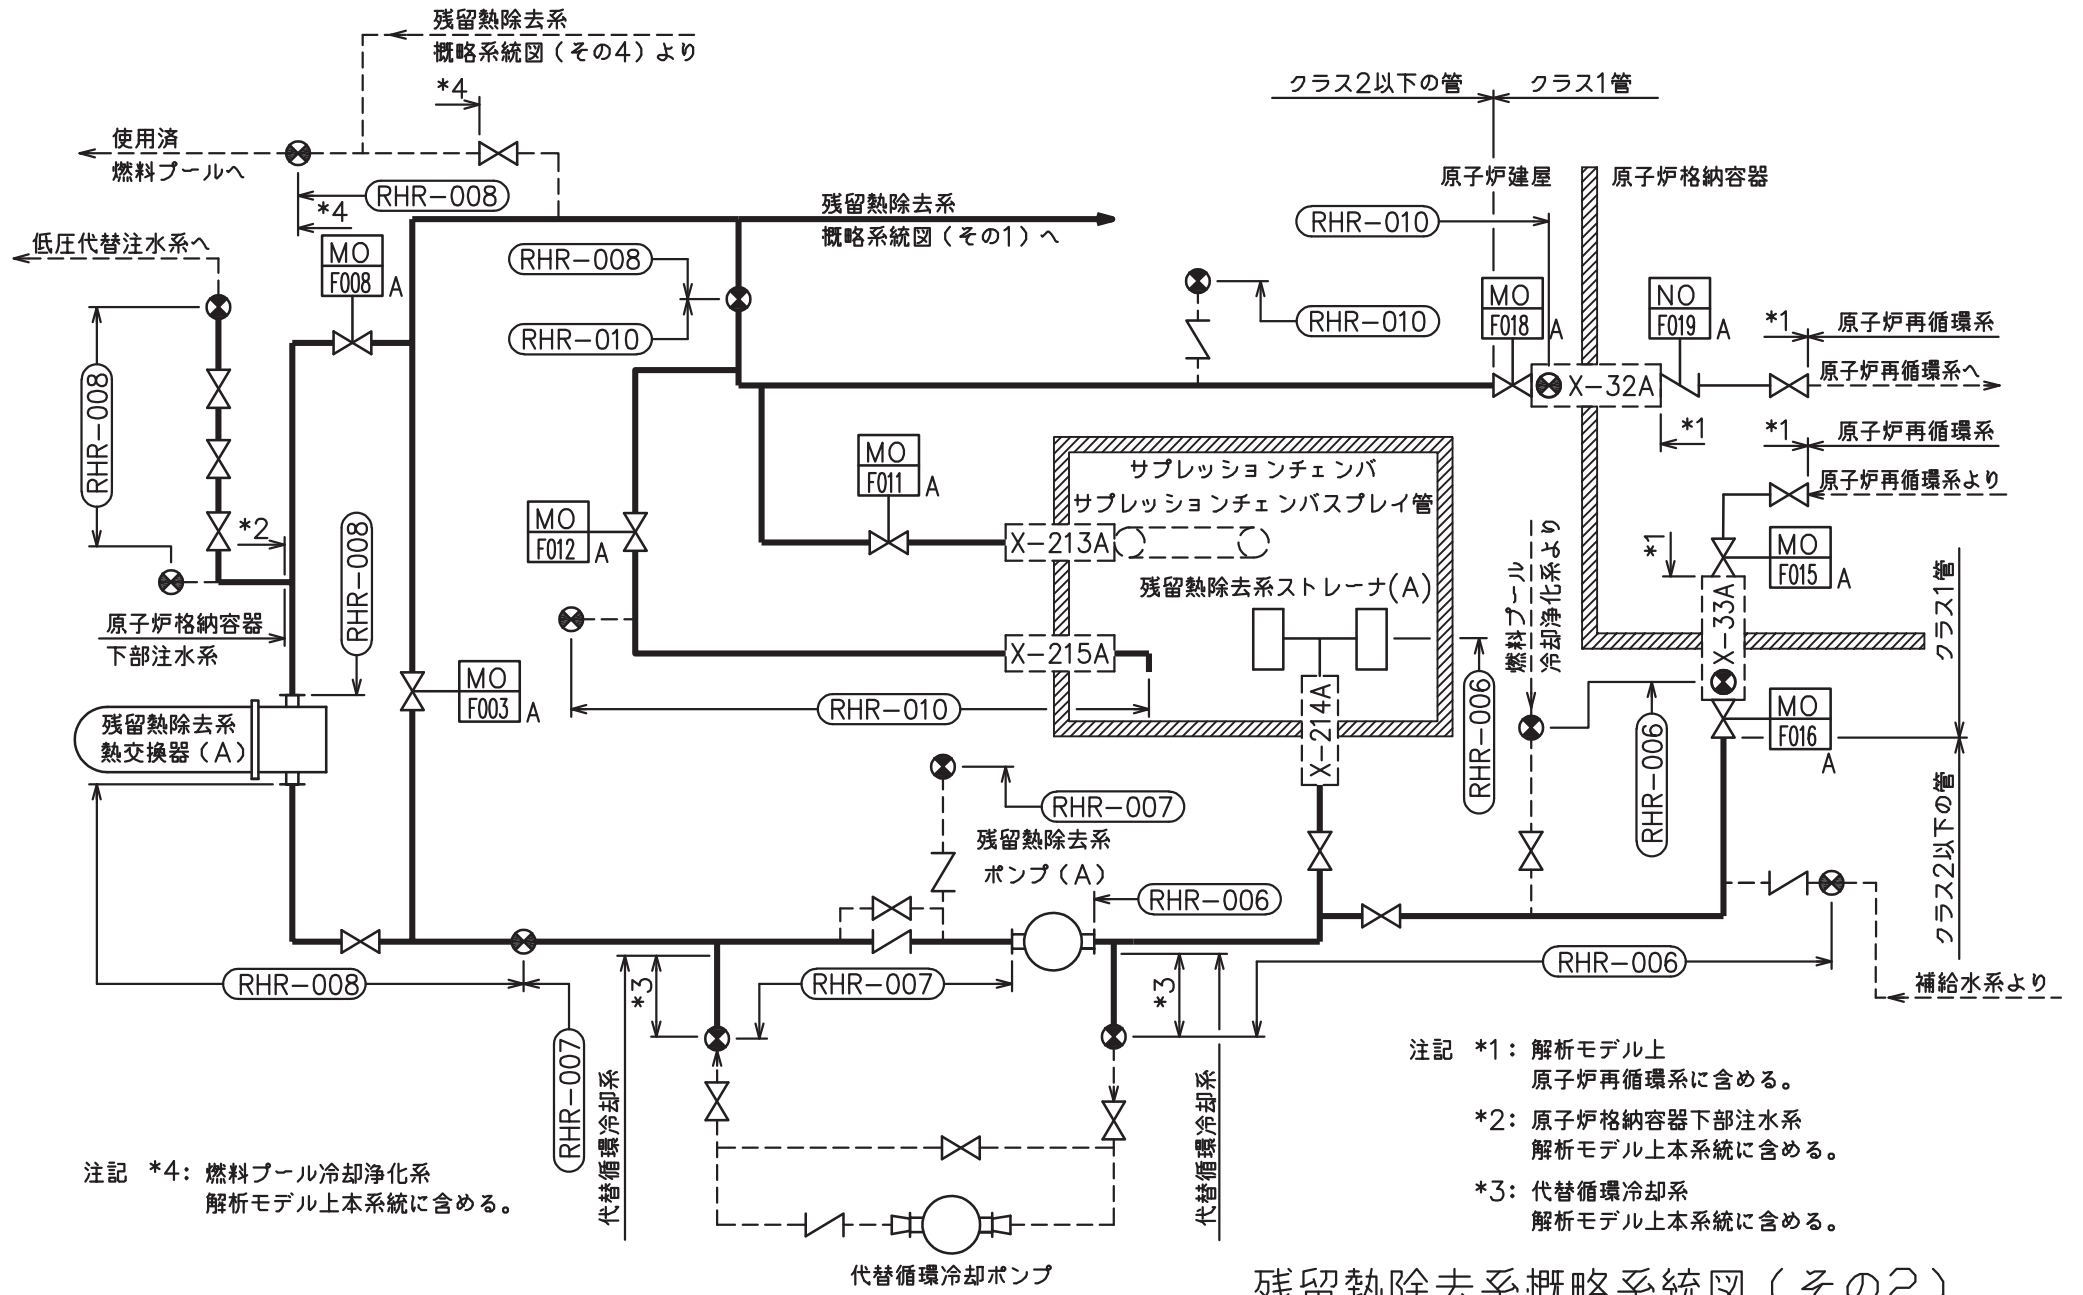 残留熱除去系
概略系統図(その4)より
*4
クラス2以下の管
クラス1管
使用済
燃料プールへ
RHR-008
*4
残留熱除去系
概略系統図(その1)へ
原子炉建屋
原子炉格納容器
RHR-010
低圧代替注水系へ
MO
F008
A
RHR-008
RHR-010
RHR-010
MO
F018
A
NO
F019
A
*1
原子炉再循環系
原子炉再循環系へ
X-32A
*1
*1
原子炉再循環系
原子炉再循環系より
RHR-008
*2
RHR-008
MO
F011
A
MO
F012
A
サプレッションチェンバ
サプレッションチェンバスプレイ管
X-213A
残留熱除去系ストレーナ(A)
X-215A
X-214A
RHR-010
燃料プール
冷却浄化系より
*1
MO
F015
A
X-33A
クラス1管
原子炉格納容器
下部注水系
MO
F003
A
残留熱除去系
熱交換器(A)
RHR-006
RHR-006
MO
F016
A
クラス2以下の管
RHR-007
残留熱除去系
ポンプ(A)
RHR-006
RHR-008
*3
RHR-007
*3
RHR-006
補給水系より
RHR-007
代替循環冷却系
代替循環冷却系
代替循環冷却ポンプ
注記 *1: 解析モデル上
原子炉再循環系に含める。
*2: 原子炉格納容器下部注水系
解析モデル上本系統に含める。
*3: 代替循環冷却系
解析モデル上本系統に含める。
注記 *4: 燃料プール冷却浄化系
解析モデル上本系統に含める。
残留熱除去系概略系統図(その2)